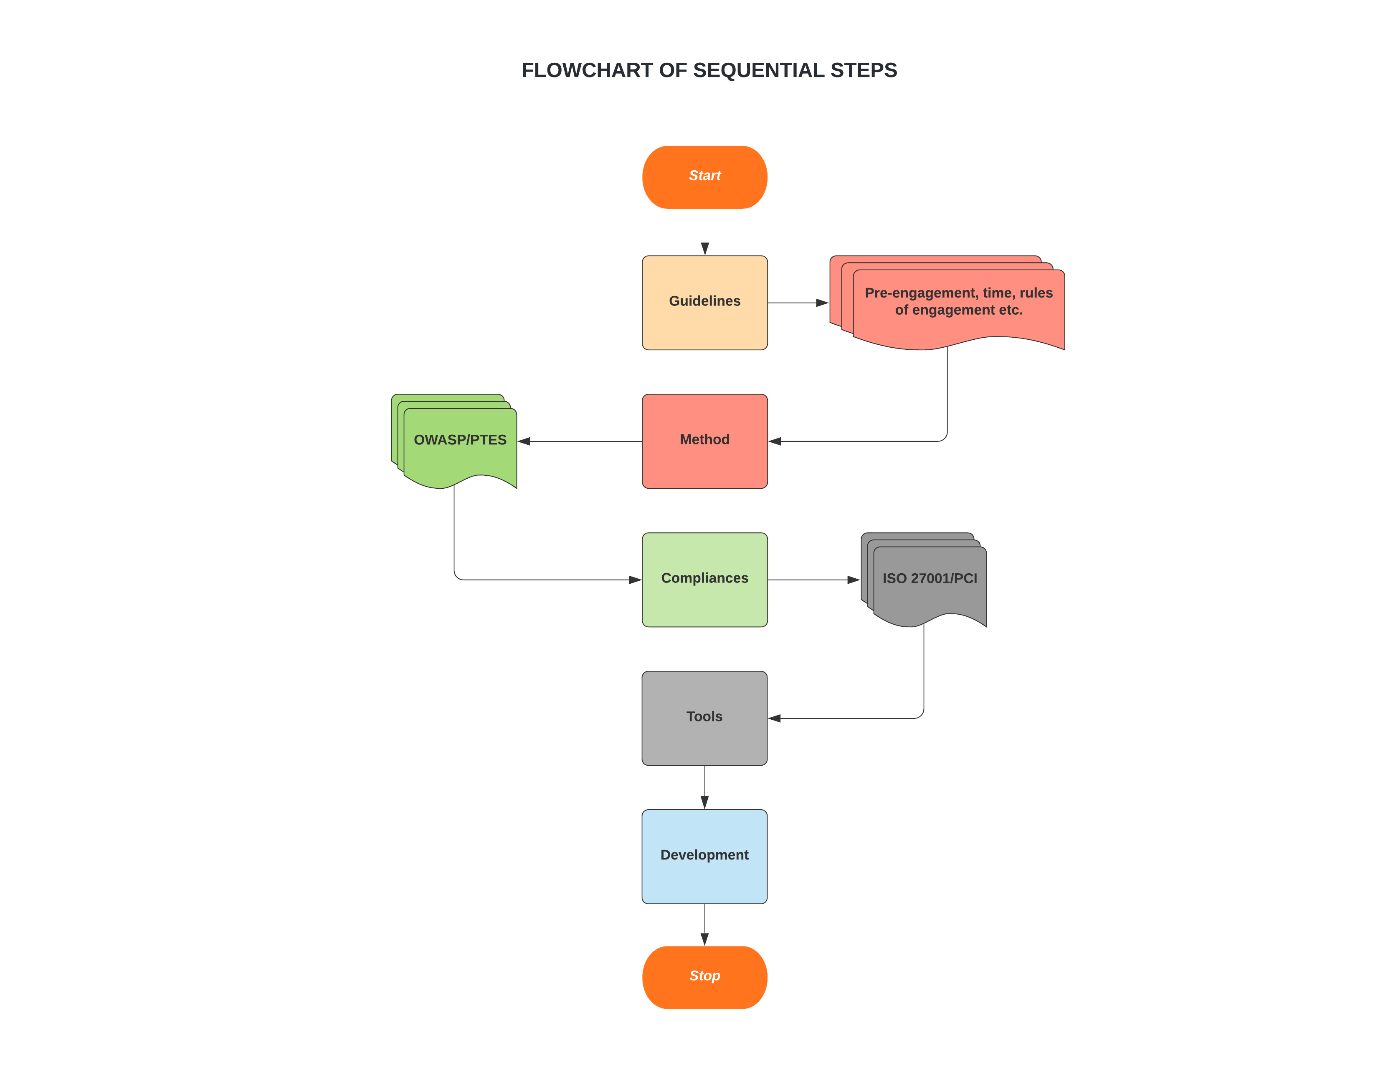 FLOWCHART OF SEQUENTIAL STEPS
Start
Guidelines
Pre-engagement, time, rules
of engagement etc.
OWASP/PTES
Method
Compliances
ISO 27001/PCI
Tools
Development
Stop